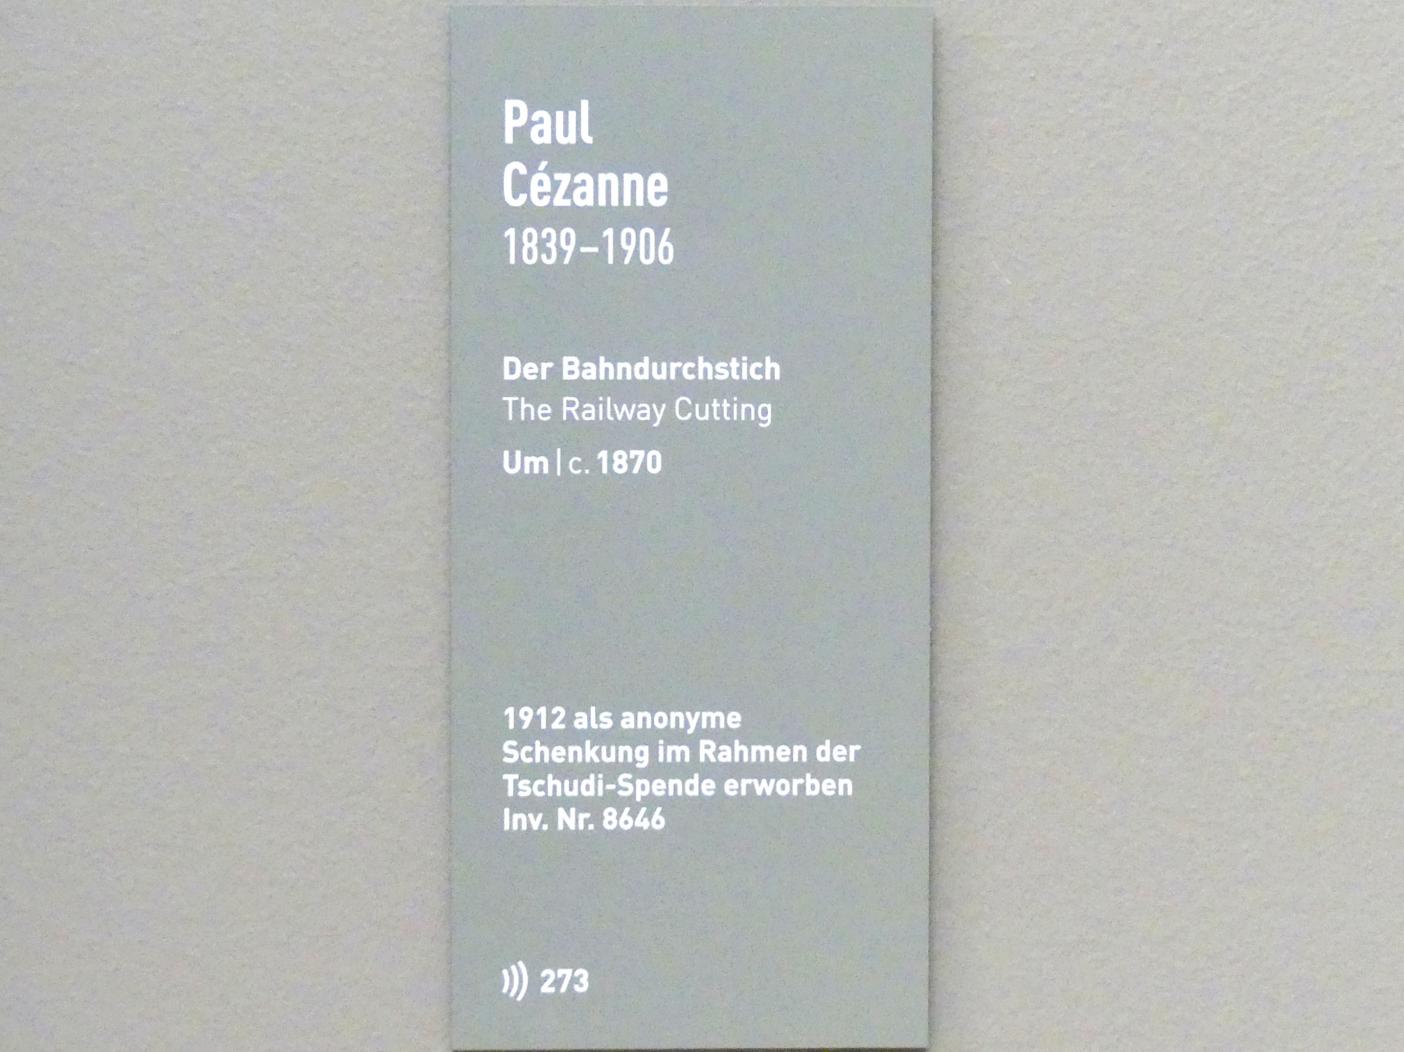 Paul
Cézanne
1839–1906
Der Bahndurchstich
The Railway Cutting
Um | c. 1870
1912 als anonyme
Schenkung im Rahmen der
Tschudi-Spende erworben
Inv. Nr. 8646
273